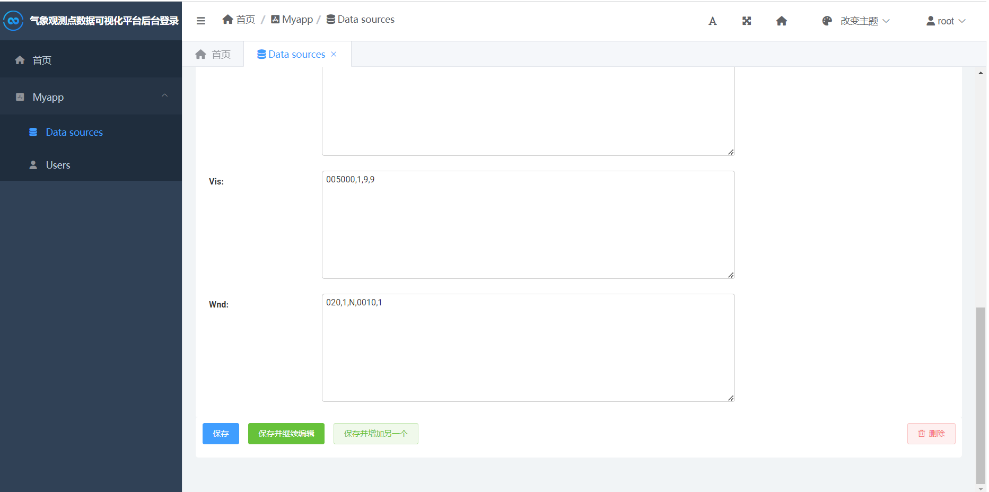 气象观测点数据可视化平台后台登录
首页 / Myapp / Data sources
A
改变主题
root
首页
Data sources ×
首页
Myapp
Data sources
Users
Vis:
005000,1,9,9
Wnd:
020,1,N,0010,1
保存
保存并继续编辑
保存并增加另一个
删除